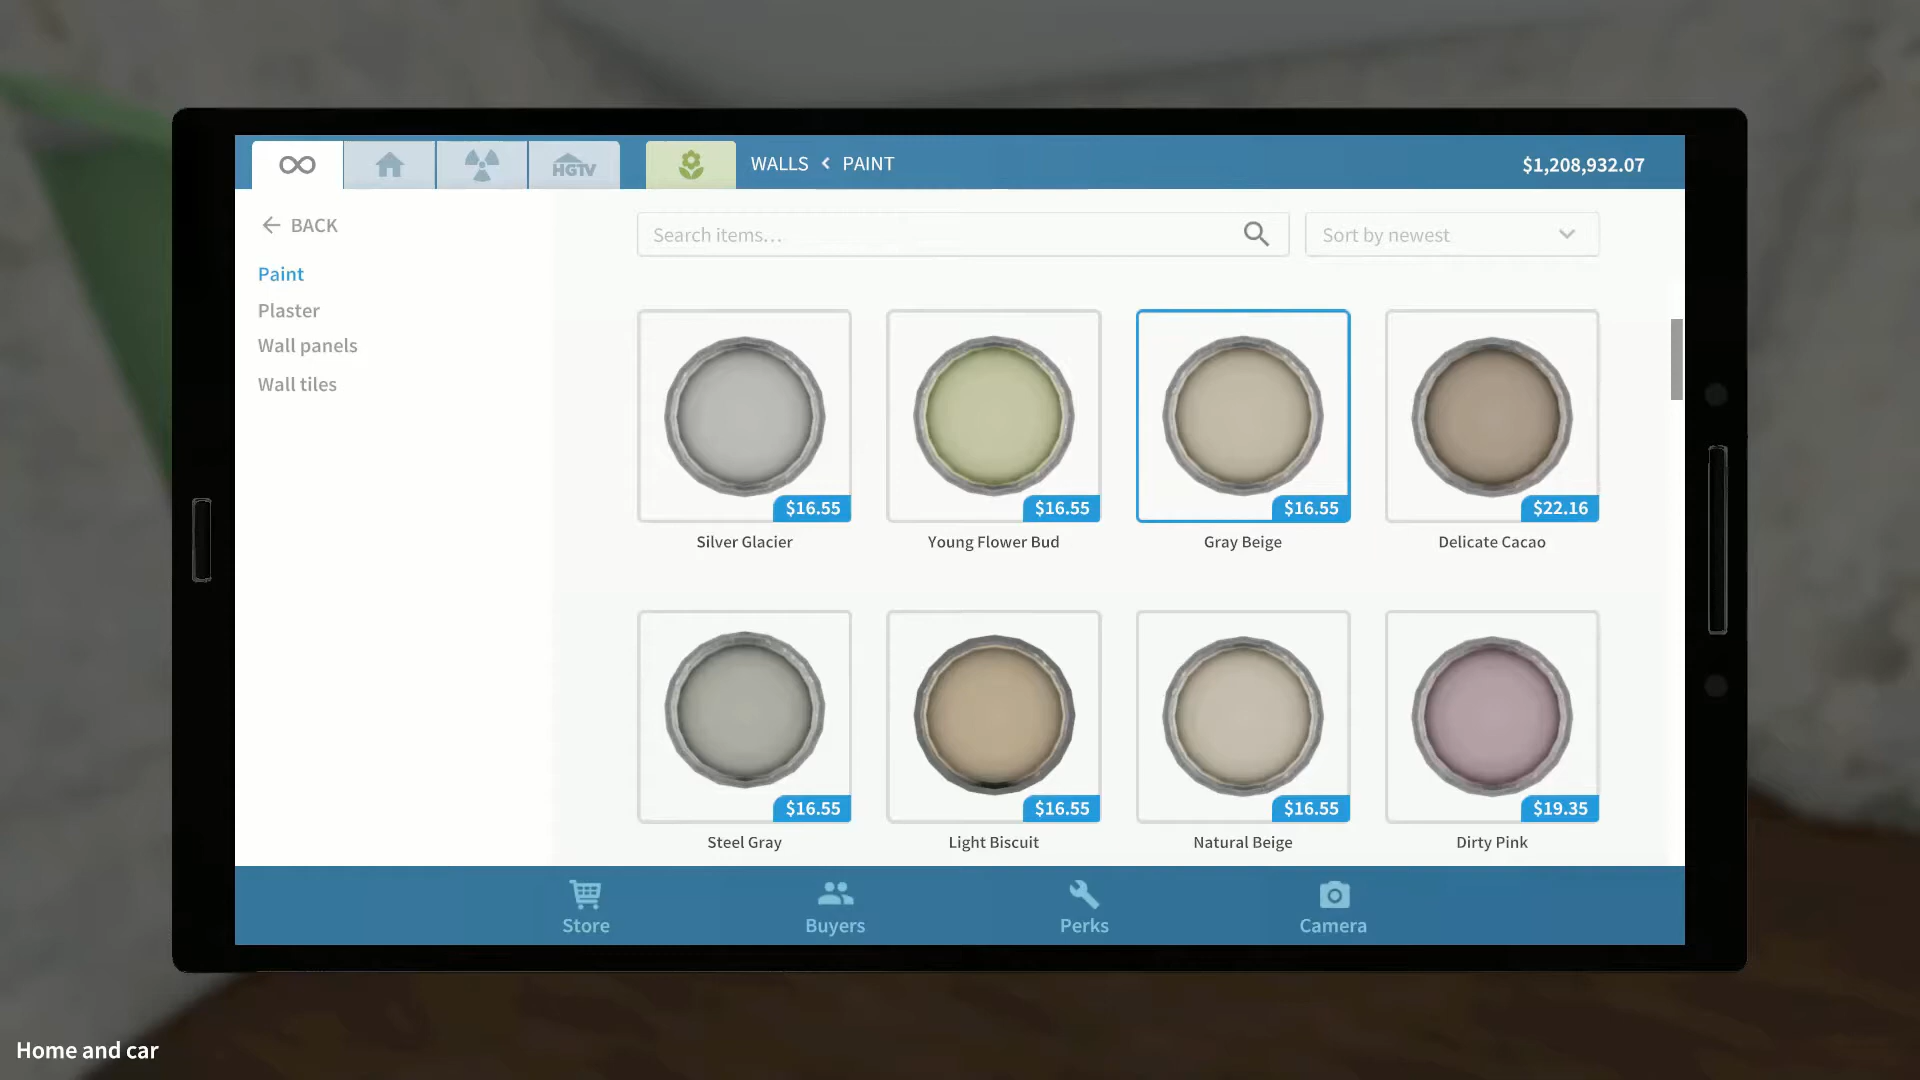 HGTV
WALLS < PAINT
$1,208,932.07
BACK
Paint
Plaster
Wall panels
Wall tiles
Search items...
Sort by newest
$16.55
$16.55
$16.55
$22.16
Silver Glacier
Young Flower Bud
Gray Beige
Delicate Cacao
$16.55
$16.55
$16.55
$19.35
Steel Gray
Light Biscuit
Natural Beige
Dirty Pink
Store
Buyers
Perks
Camera
Home and car